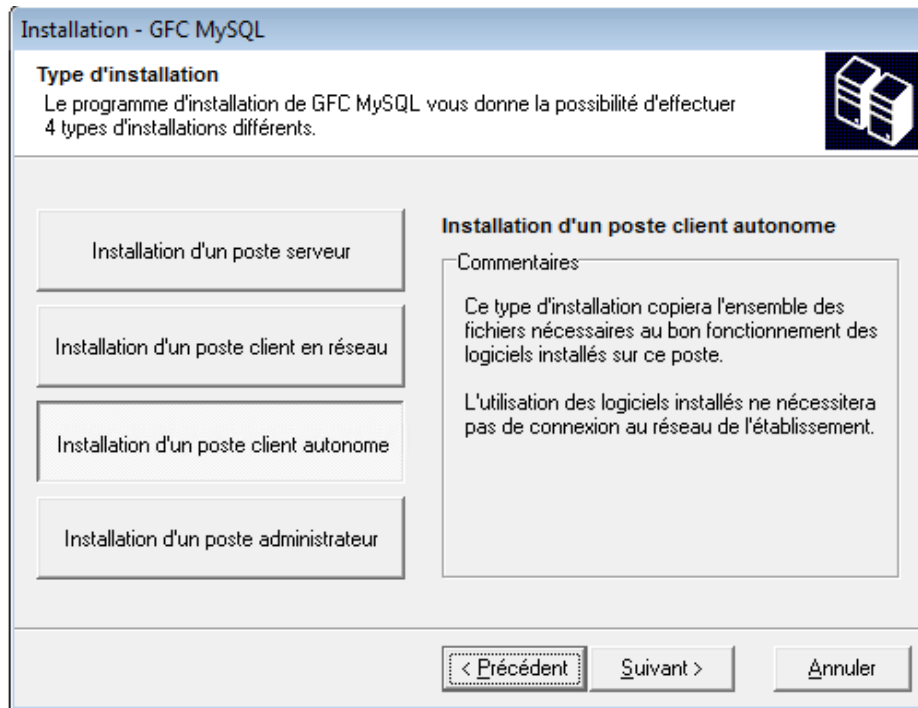 Installation - GFC MySQL
Type d'installation
Le programme d'installation de GFC MySQL vous donne la possibilité d'effectuer
4 types d'installations différents.
Installation d'un poste serveur
Installation d'un poste client en réseau
Installation d'un poste client autonome
Installation d'un poste administrateur
Installation d'un poste client autonome
Commentaires
Ce type d'installation copiera l'ensemble des
fichiers nécessaires au bon fonctionnement des
logiciels installés sur ce poste.
L'utilisation des logiciels installés ne nécessitera
pas de connexion au réseau de l'établissement.
< Précédent
Suivant >
Annuler